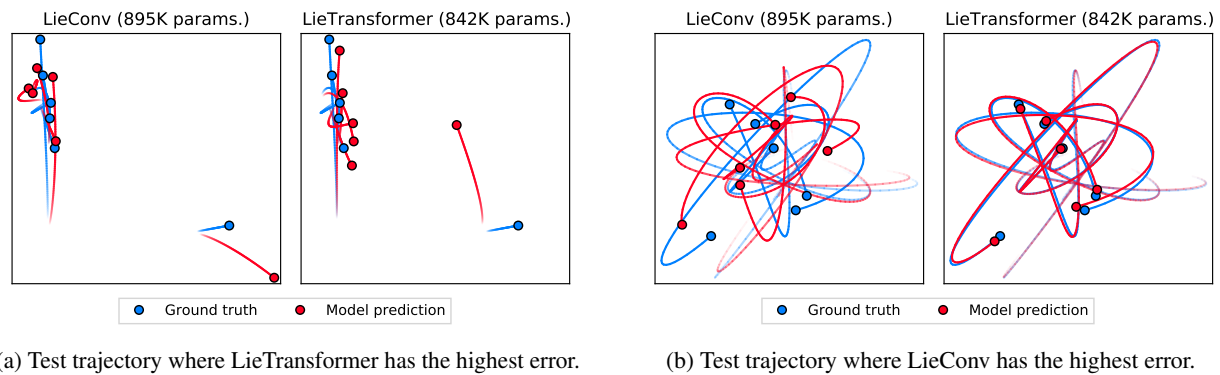 LieConv (895K params.)
LieTransformer (842K params.)
LieConv (895K params.)
LieTransformer (842K params.)
Ground truth
Model prediction
Ground truth
Model prediction
a) Test trajectory where LieTransformer has the highest error.
(b) Test trajectory where LieConv has the highest error.